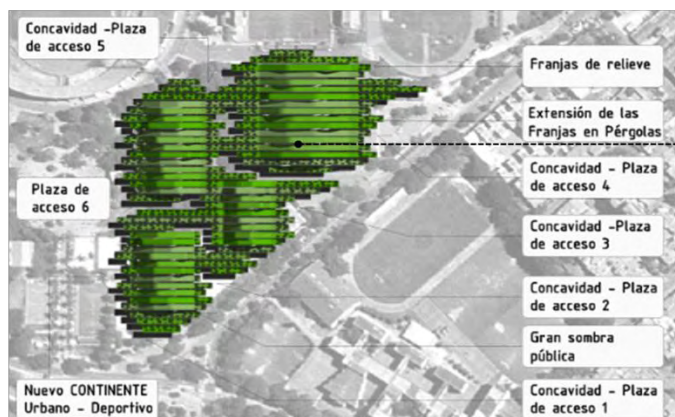 Concavidad -Plaza
de acceso 5
Franjas de relieve
Extensión de las
Franjas en Pérgolas
Concavidad - Plaza
de acceso 4
Plaza de
acceso 6
Concavidad -Plaza
de acceso 3
Concavidad - Plaza
de acceso 2
Gran sombra
pública
Nuevo CONTINENTE
Urbano - Deportivo
Concavidad - Plaza
de acceso 1